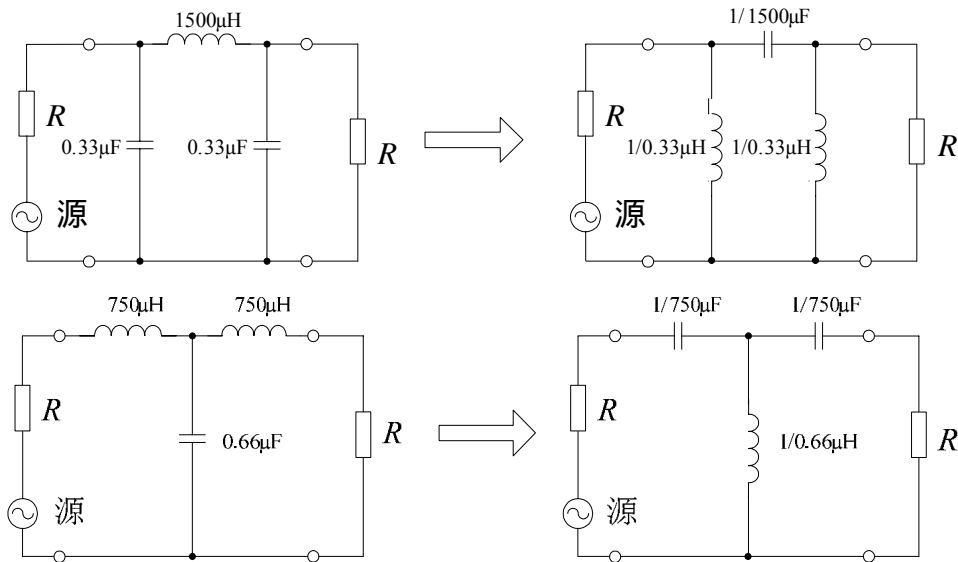 1500μH
1/1500μF
R
0.33μF
0.33μF
R
源
R
1/0.33μH
1/0.33μH
R
源
750μH
750μH
1/750μF
1/750μF
R
0.66μF
R
源
R
1/0.66μH
R
源